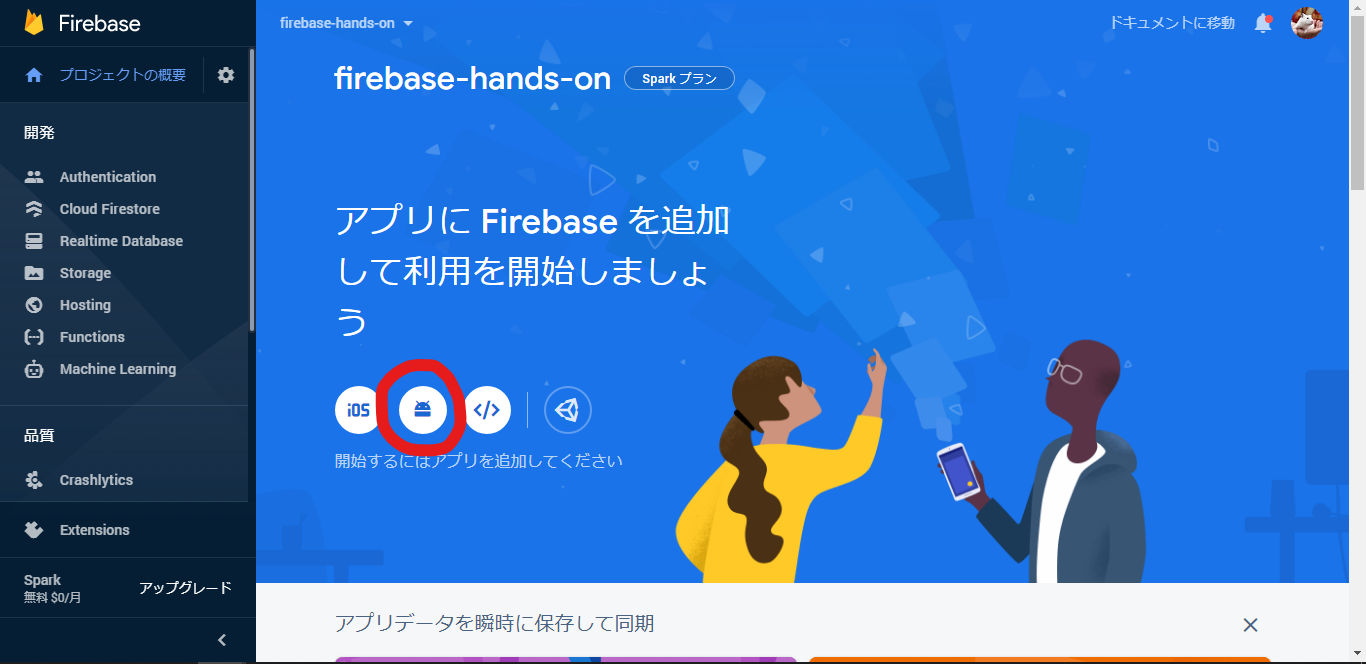 Firebase
プロジェクトの概要
開発
Authentication
Cloud Firestore
Realtime Database
Storage
Hosting
Functions
Machine Learning
品質
Crashlytics
Extensions
Spark
無料 $0/月
アップグレード
firebase-hands-on
ドキュメントに移動
firebase-hands-on
Spark プラン
アプリに Firebase を追加
して利用を開始しましょ
う
iOS
</>
開始するにはアプリを追加してください
アプリデータを瞬時に保存して同期